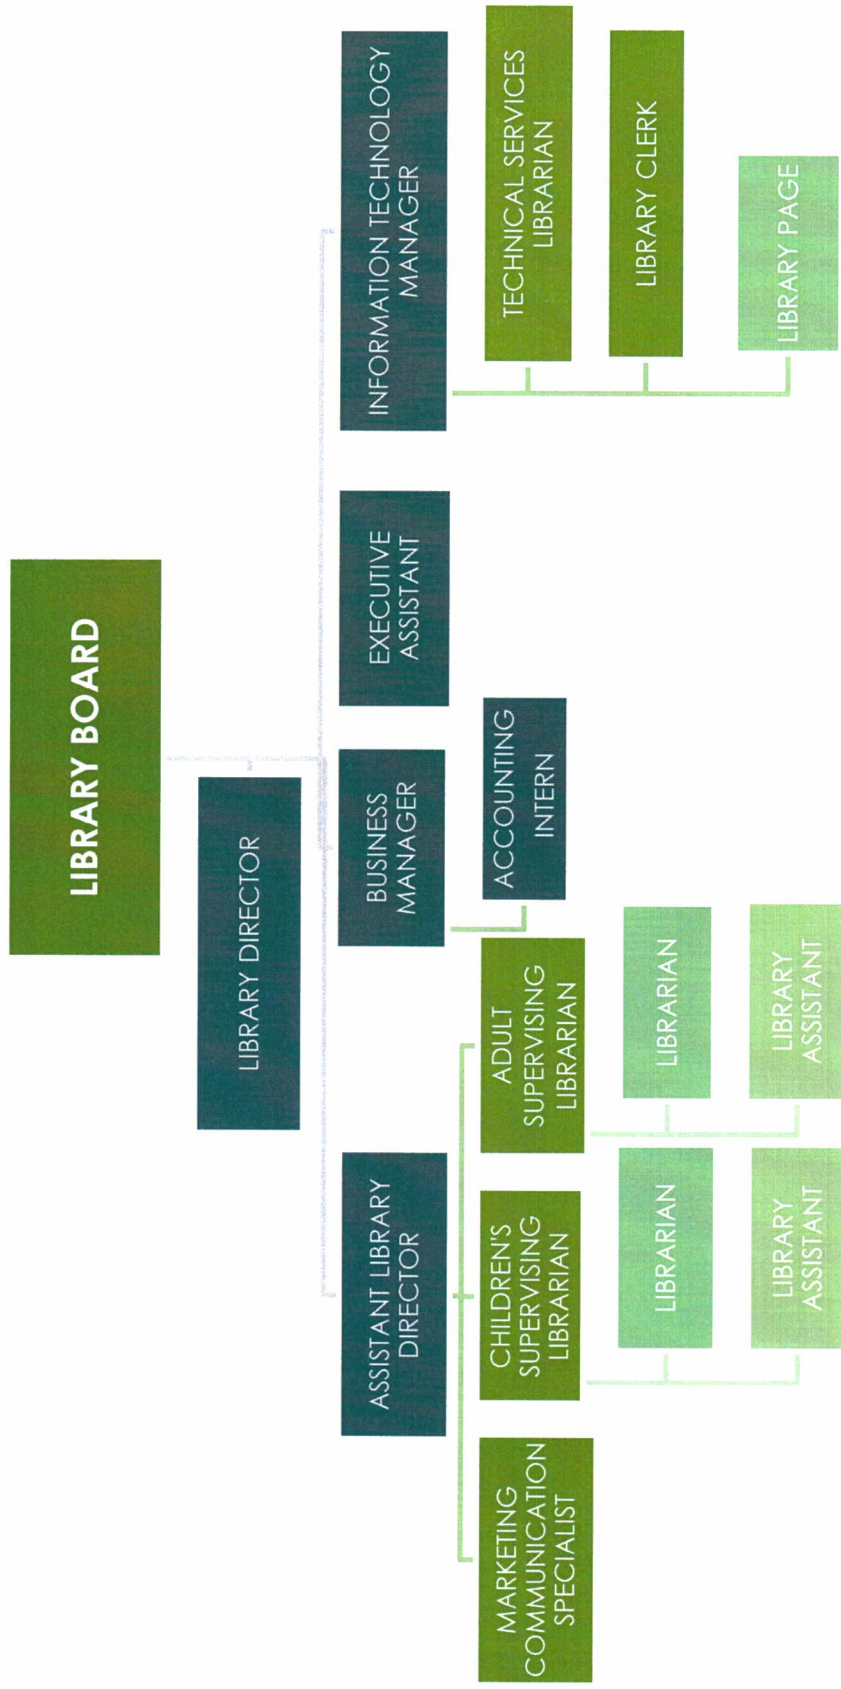 LIBRARY BOARD
LIBRARY DIRECTOR
ASSISTANT LIBRARY
DIRECTOR
BUSINESS
MANAGER
EXECUTIVE
ASSISTANT
INFORMATION TECHNOLOGY
MANAGER
MARKETING
COMMUNICATION
SPECIALIST
CHILDREN'S
SUPERVISING
LIBRARIAN
ADULT
SUPERVISING
LIBRARIAN
ACCOUNTING
INTERN
TECHNICAL SERVICES
LIBRARIAN
LIBRARIAN
LIBRARIAN
LIBRARY CLERK
LIBRARY
ASSISTANT
LIBRARY
ASSISTANT
LIBRARY PAGE